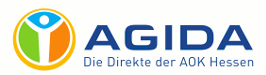 AGIDA
Die Direkte der AOK Hessen